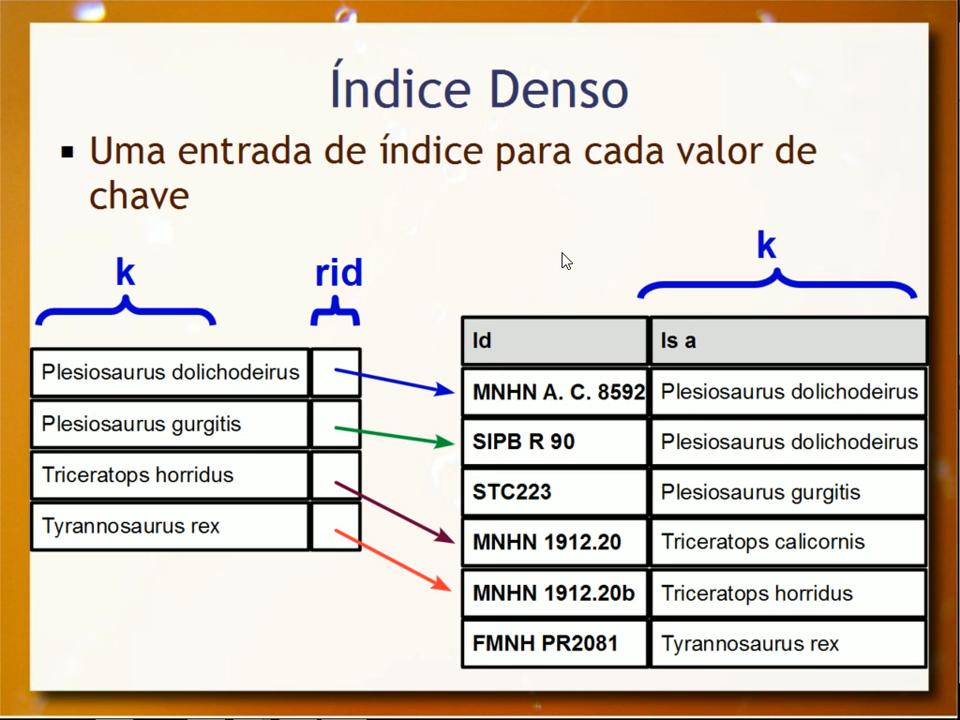 Índice Denso
Uma entrada de índice para cada valor de
chave
k
rid
k
Plesiosaurus dolichodeirus
Plesiosaurus gurgitis
Triceratops horridus
Tyrannosaurus rex
Id Is a
MNHN A. C. 8592 Plesiosaurus dolichodeirus
SIPB R 90 Plesiosaurus dolichodeirus
STC223 Plesiosaurus gurgitis
MNHN 1912.20 Triceratops calicornis
MNHN 1912.20b Triceratops horridus
FMNH PR2081 Tyrannosaurus rex